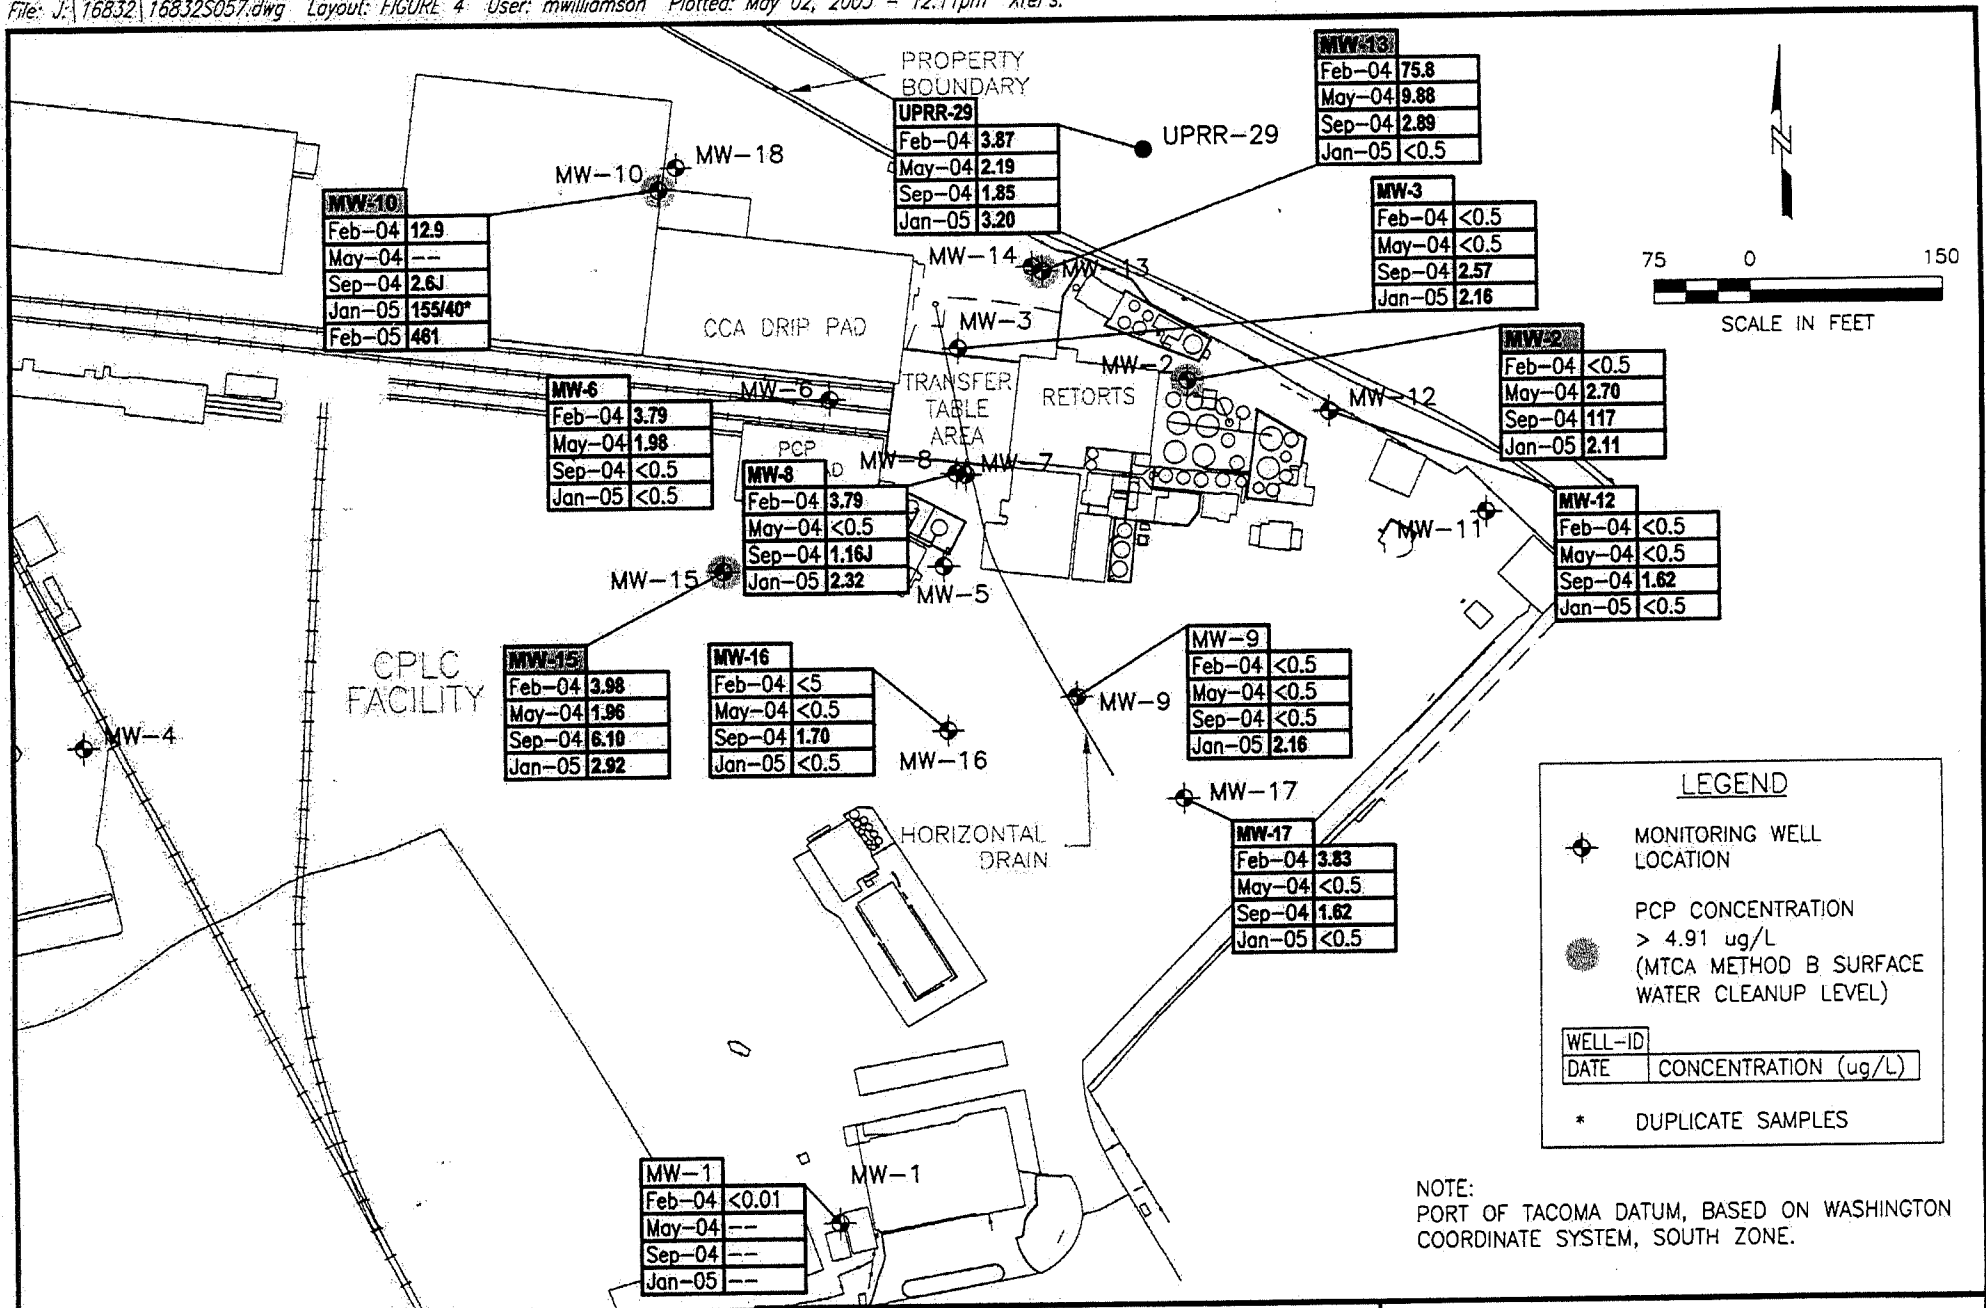 File: J:\16832\16832S057.dwg Layout: FIGURE 4 User: mwilliamson Plotted: May 02, 2005 - 12:11pm Xref's:
PROPERTY
BOUNDARY
MW-13
Feb-04 75.8
May-04 9.88
Sep-04 2.89
Jan-05 <0.5
UPRR-29
Feb-04 3.87
May-04 2.19
Sep-04 1.85
Jan-05 3.20
UPRR-29
N
MW-18
MW-10
MW-10
Feb-04 12.9
May-04 --
Sep-04 2.6J
Jan-05 155/40*
Feb-05 461
MW-3
Feb-04 <0.5
May-04 <0.5
Sep-04 2.57
Jan-05 2.16
75 0 150
SCALE IN FEET
MW-14
MW-13
CCA DRIP PAD
MW-3
MW-2
MW-2
Feb-04 <0.5
May-04 2.70
Sep-04 117
Jan-05 2.11
MW-6
Feb-04 3.79
May-04 1.98
Sep-04 <0.5
Jan-05 <0.5
MW-6
TRANSFER
TABLE
AREA
RETORTS
MW-12
PCP
MW-8
MW-7
MW-8
Feb-04 3.79
May-04 <0.5
Sep-04 1.16J
Jan-05 2.32
MW-12
Feb-04 <0.5
May-04 <0.5
Sep-04 1.62
Jan-05 <0.5
MW-11
MW-15
MW-5
CPLC
FACILITY
MW-15
Feb-04 3.98
May-04 1.96
Sep-04 6.10
Jan-05 2.92
MW-16
Feb-04 <5
May-04 <0.5
Sep-04 1.70
Jan-05 <0.5
MW-9
Feb-04 <0.5
May-04 <0.5
Sep-04 <0.5
Jan-05 2.16
MW-9
MW-4
MW-16
MW-17
HORIZONTAL
DRAIN
MW-17
Feb-04 3.83
May-04 <0.5
Sep-04 1.62
Jan-05 <0.5
LEGEND
MONITORING WELL
LOCATION
PCP CONCENTRATION
> 4.91 ug/L
(MTCA METHOD B SURFACE
WATER CLEANUP LEVEL)
WELL-ID
DATE CONCENTRATION (ug/L)
* DUPLICATE SAMPLES
MW-1
Feb-04 <0.01
May-04 --
Sep-04 --
Jan-05 --
MW-1
NOTE:
PORT OF TACOMA DATUM, BASED ON WASHINGTON
COORDINATE SYSTEM, SOUTH ZONE.